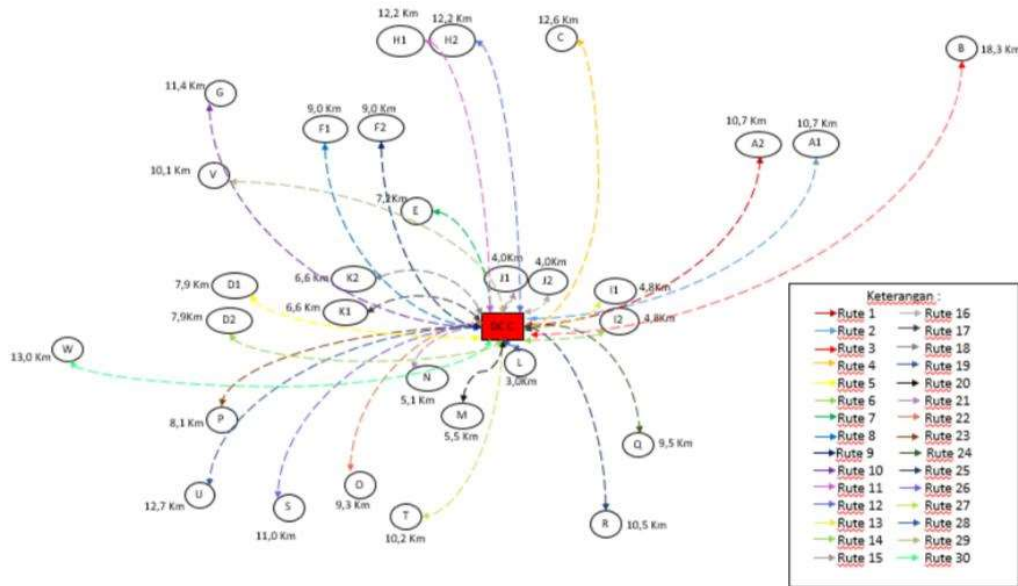 12,2 Km
12,2 Km
12,6 Km
H1
H2
C
B
18,3 Km
11,4 Km
G
9,0 Km
9,0 Km
F1
F2
10,7 Km
10,7 Km
A2
A1
10,1 Km
V
7,2Km
E
4,0Km
4,0Km
J1
J2
6,6 Km
K2
7,9 Km
D1
I1
4,8Km
6,6 Km
K1
7,9Km
D2
I2
4,8Km
DC C
13,0 Km
W
L
3,0Km
N
5,1 Km
M
5,5 Km
8,1 Km
P
Q
9,5 Km
12,7 Km
U
S
11,0 Km
O
9,3 Km
T
10,2 Km
R
10,5 Km
Keterangan :
Rute 1
Rute 2
Rute 3
Rute 4
Rute 5
Rute 6
Rute 7
Rute 8
Rute 9
Rute 10
Rute 11
Rute 12
Rute 13
Rute 14
Rute 15
Rute 16
Rute 17
Rute 18
Rute 19
Rute 20
Rute 21
Rute 22
Rute 23
Rute 24
Rute 25
Rute 26
Rute 27
Rute 28
Rute 29
Rute 30